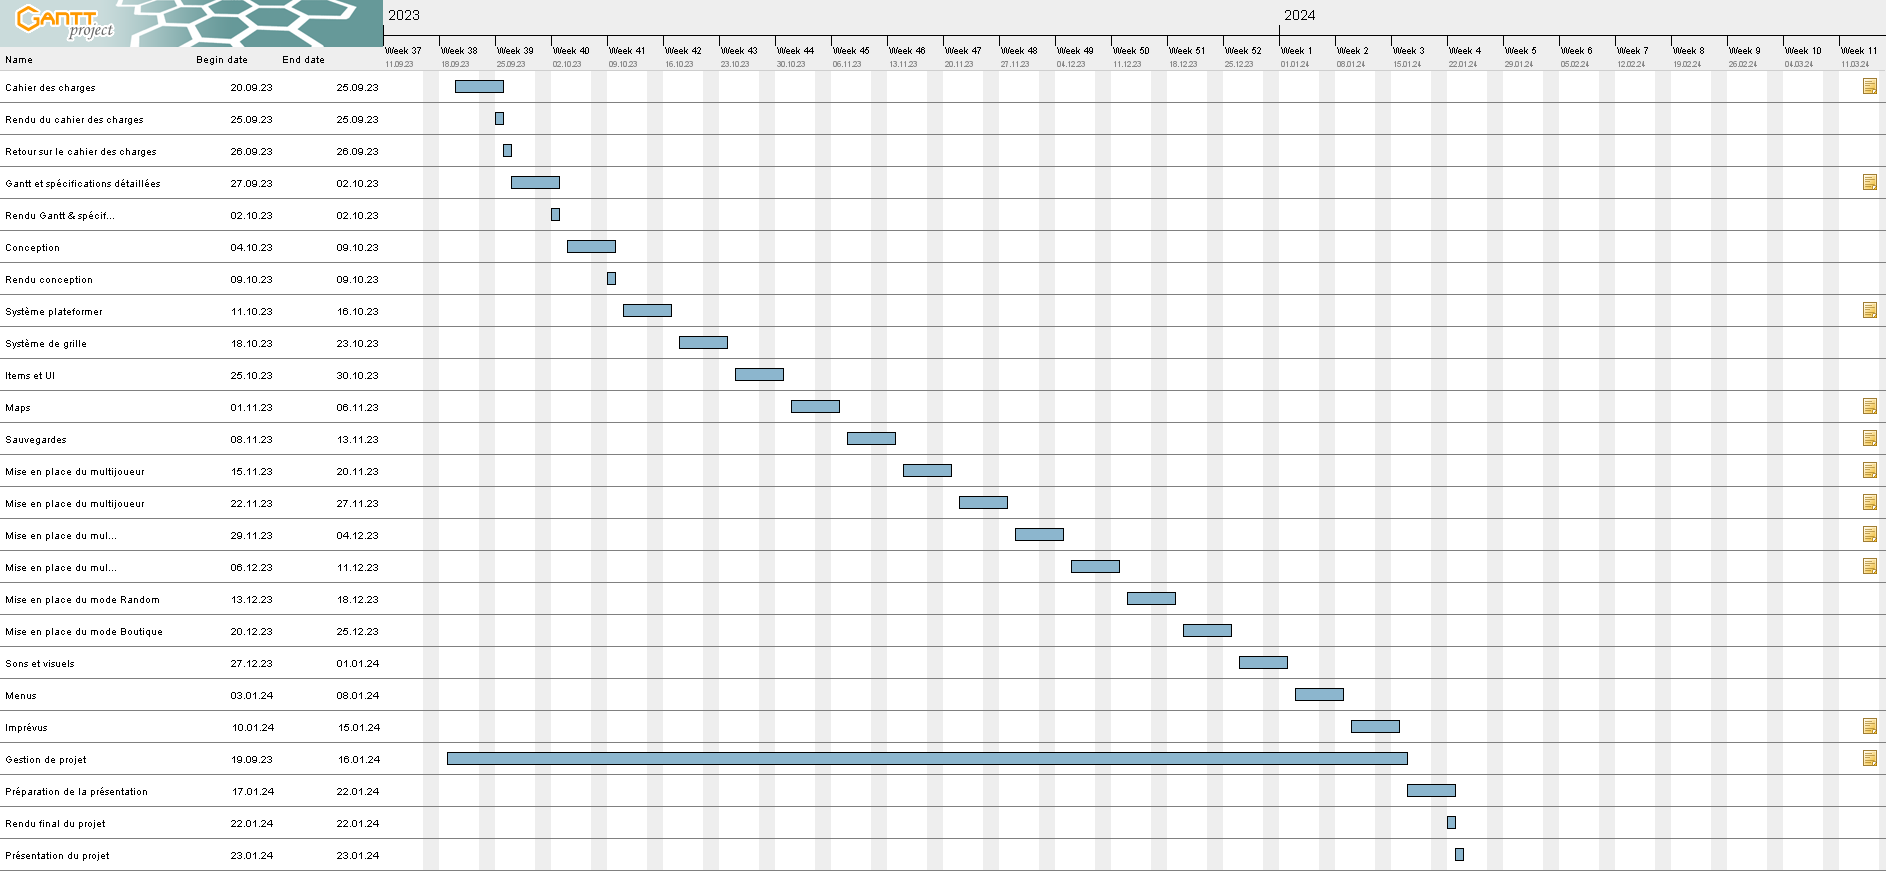 GANTT
project
2023 2024
Week 37 Week 38 Week 39 Week 40 Week 41 Week 42 Week 43 Week 44 Week 45 Week 46 Week 47 Week 48 Week 49 Week 50 Week 51 Week 52 Week 1 Week 2 Week 3 Week 4 Week 5 Week 6 Week 7 Week 8 Week 9 Week 10 Week 11
Name Begin date End date
11.09.23 18.09.23 25.09.23 02.10.23 09.10.23 16.10.23 23.10.23 30.10.23 06.11.23 13.11.23 20.11.23 27.11.23 04.12.23 11.12.23 18.12.23 25.12.23 01.01.24 08.01.24 15.01.24 22.01.24 29.01.24 05.02.24 12.02.24 19.02.24 26.02.24 04.03.24 11.03.24
Cahier des charges 20.09.23 25.09.23
Rendu du cahier des charges 25.09.23 25.09.23
Retour sur le cahier des charges 26.09.23 26.09.23
Gantt et spécifications détaillées 27.09.23 02.10.23
Rendu Gantt & spécif... 02.10.23 02.10.23
Conception 04.10.23 09.10.23
Rendu conception 09.10.23 09.10.23
Système plateformer 11.10.23 16.10.23
Système de grille 18.10.23 23.10.23
Items et UI 25.10.23 30.10.23
Maps 01.11.23 06.11.23
Sauvegardes 08.11.23 13.11.23
Mise en place du multijoueur 15.11.23 20.11.23
Mise en place du multijoueur 22.11.23 27.11.23
Mise en place du mul... 29.11.23 04.12.23
Mise en place du mul... 06.12.23 11.12.23
Mise en place du mode Random 13.12.23 18.12.23
Mise en place du mode Boutique 20.12.23 25.12.23
Sons et visuels 27.12.23 01.01.24
Menus 03.01.24 08.01.24
Imprévus 10.01.24 15.01.24
Gestion de projet 19.09.23 16.01.24
Préparation de la présentation 17.01.24 22.01.24
Rendu final du projet 22.01.24 22.01.24
Présentation du projet 23.01.24 23.01.24